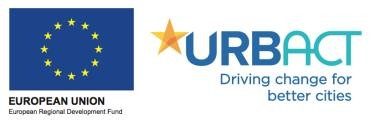 URBACT
Driving change for
better cities
EUROPEAN UNION
European Regional Development Fund